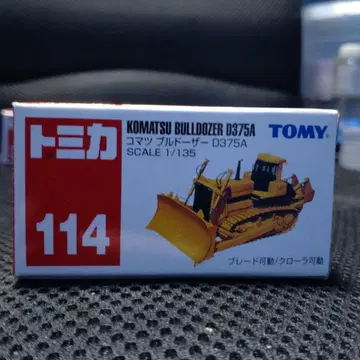 トミカ
114
KOMATSU BULLDOZER D375A
コマツ ブルドーザー D375A
SCALE 1/135
TOMY
ブレード可動/クローラ可動